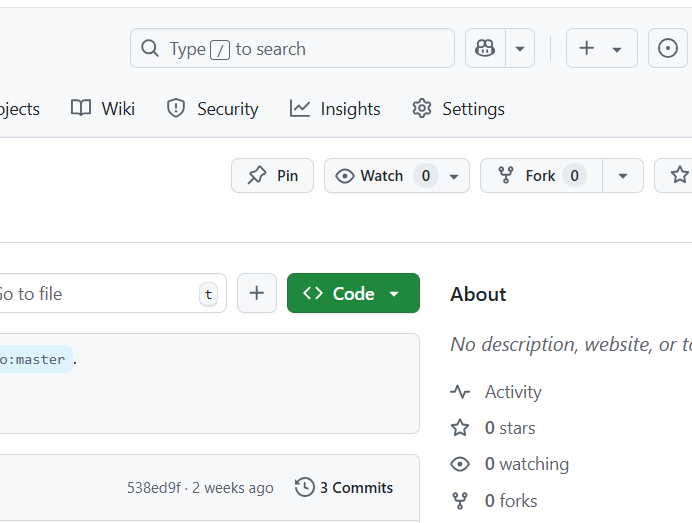 Type / to search
ojects Wiki Security Insights Settings
Pin Watch 0 Fork 0
Go to file t Code About
No description, website, or to
o:master .
Activity
0 stars
0 watching
538ed9f · 2 weeks ago 3 Commits
0 forks